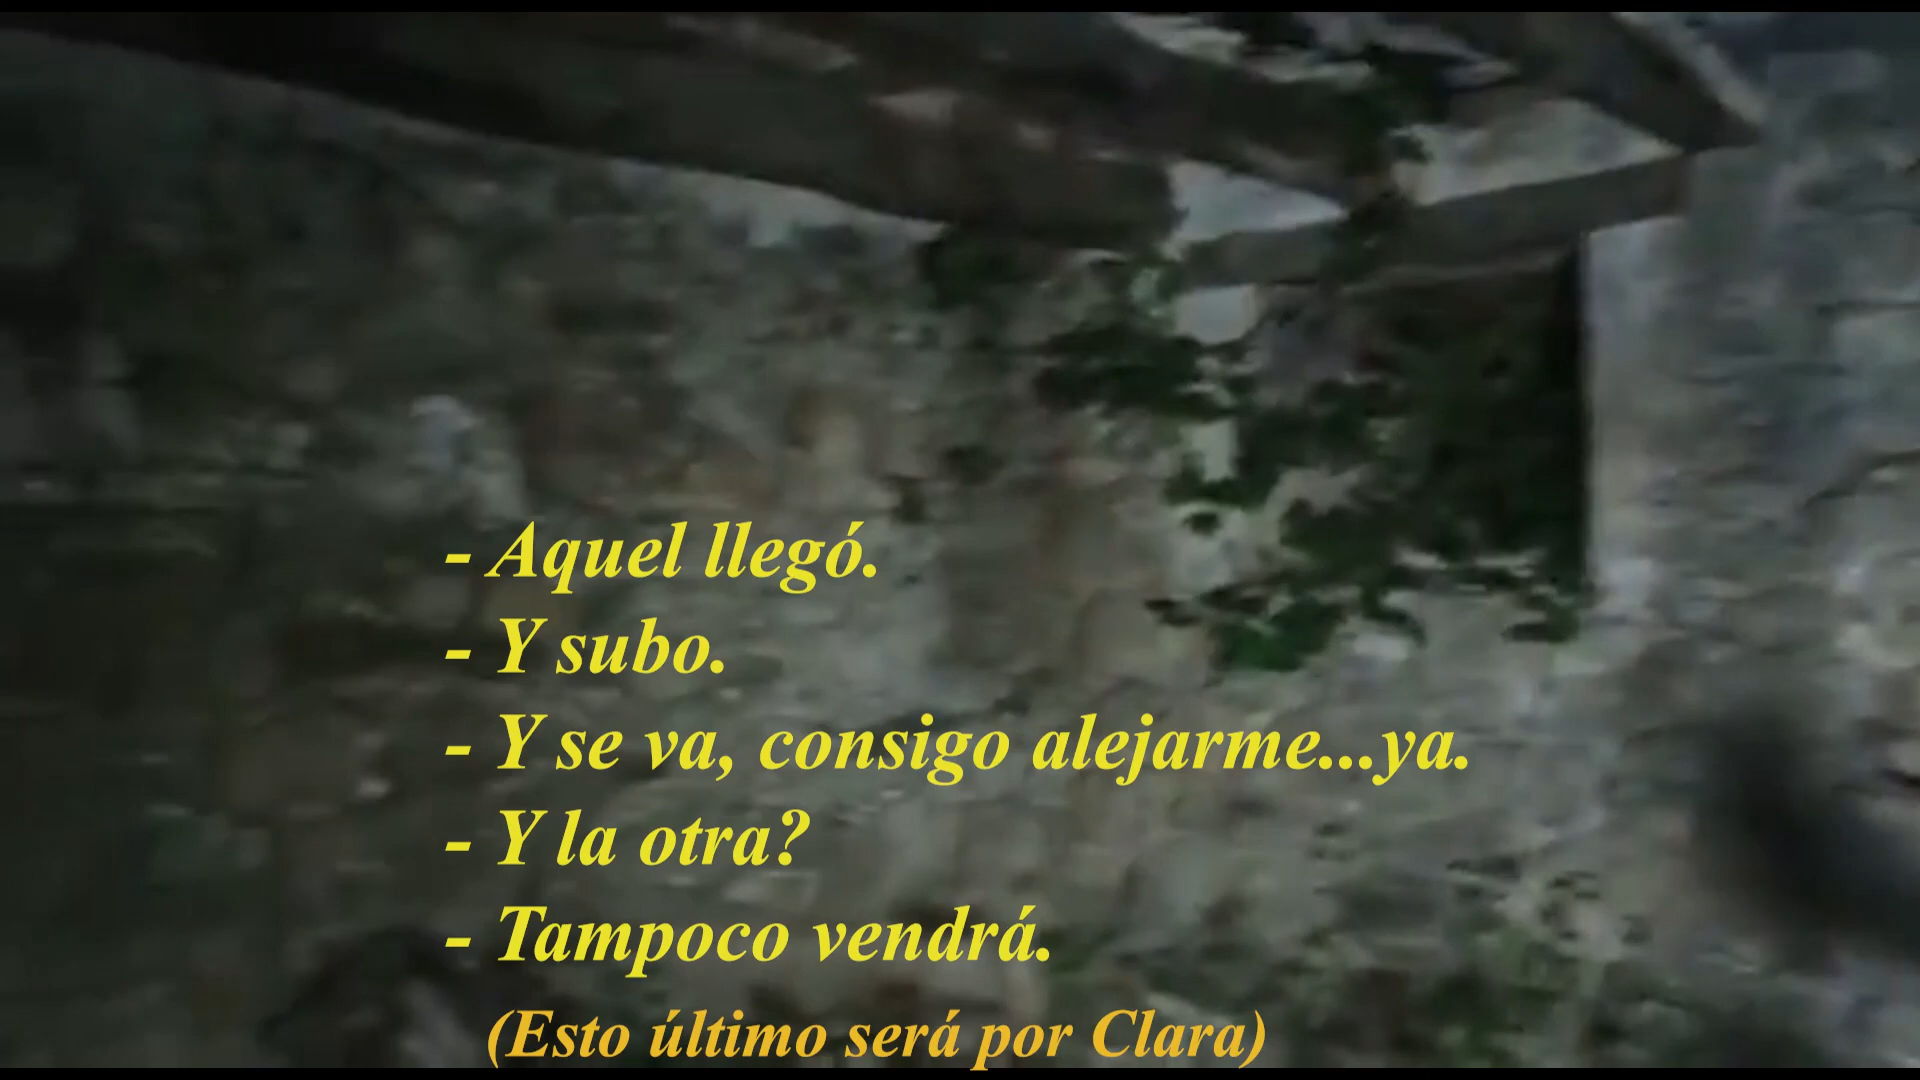 - Aquel llegó.
- Y subo.
- Y se va, consigo alejarme...ya.
- Y la otra?
- Tampoco vendrá.
(Esto último será por Clara)